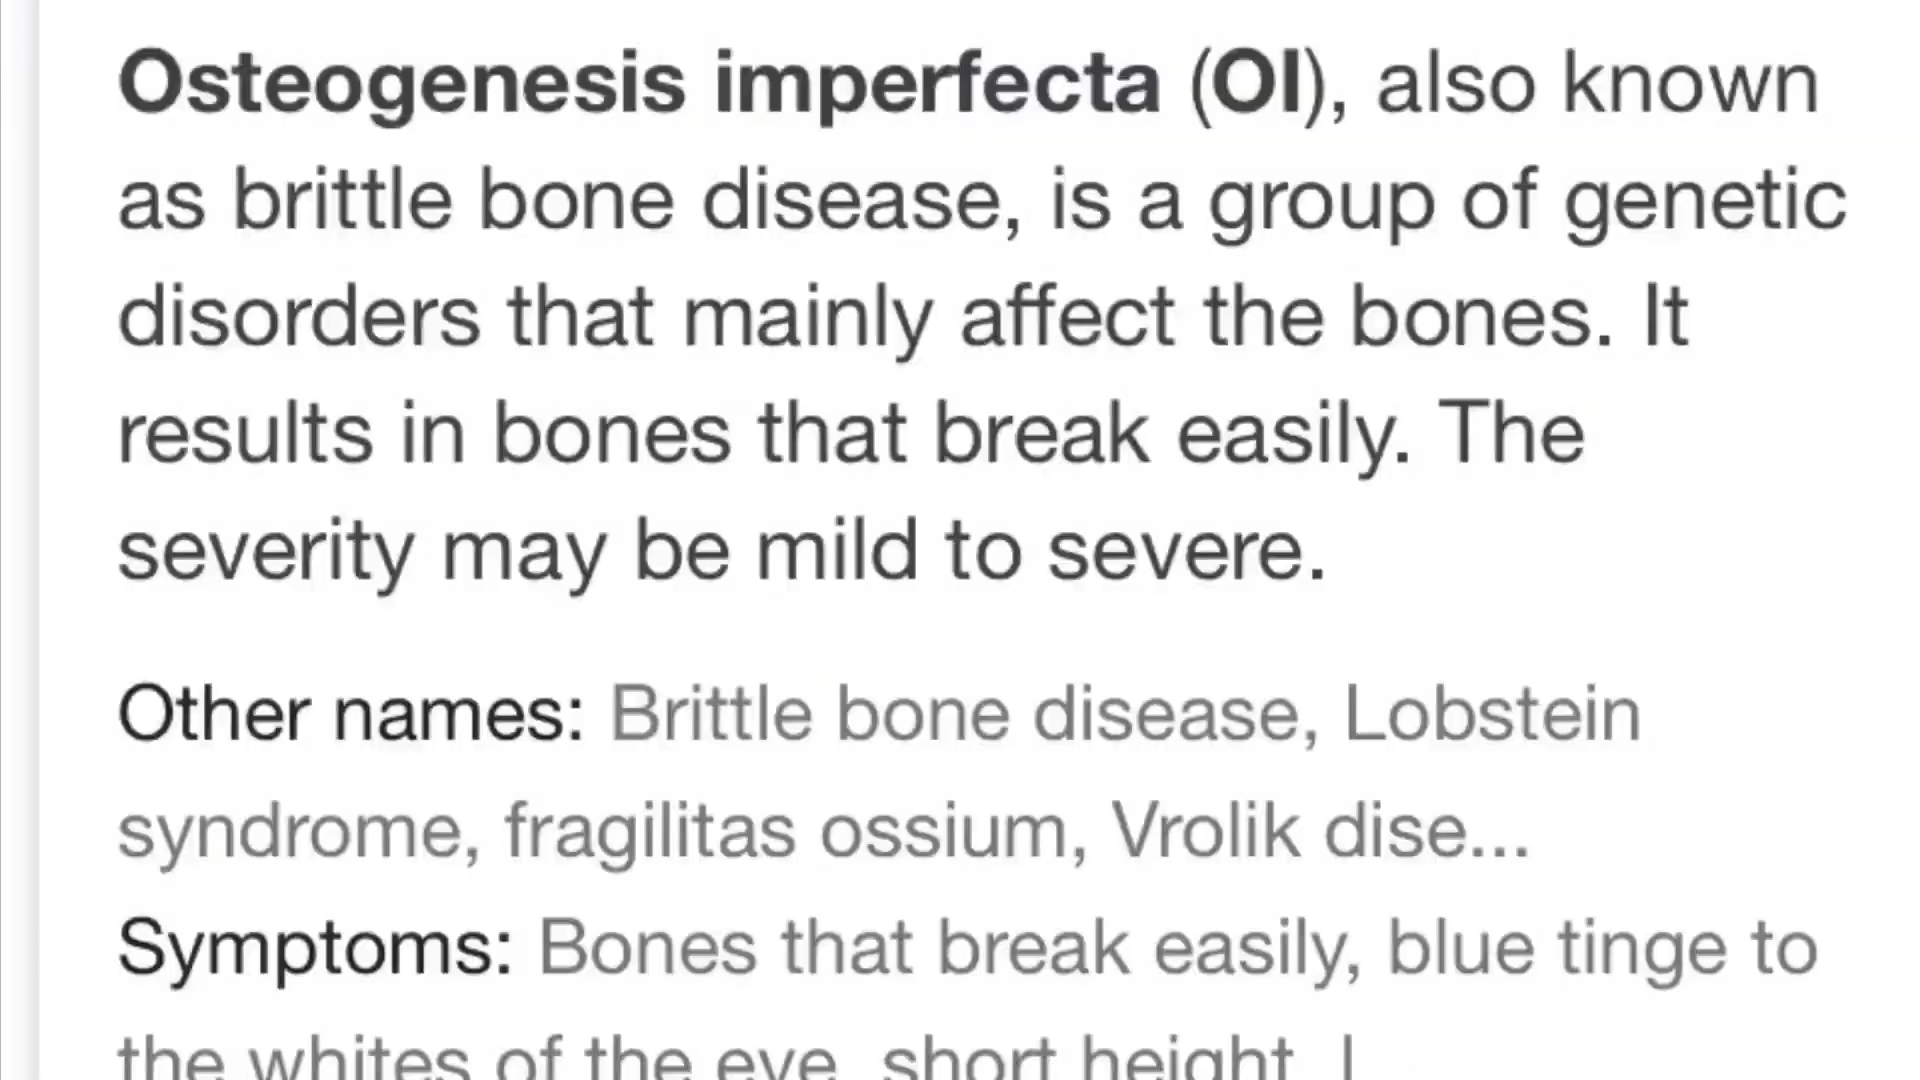 Osteogenesis imperfecta (OI), also known
as brittle bone disease, is a group of genetic
disorders that mainly affect the bones. It
results in bones that break easily. The
severity may be mild to severe.
Other names: Brittle bone disease, Lobstein
syndrome, fragilitas ossium, Vrolik dise...
Symptoms: Bones that break easily, blue tinge to
the whites of the eye, short height,